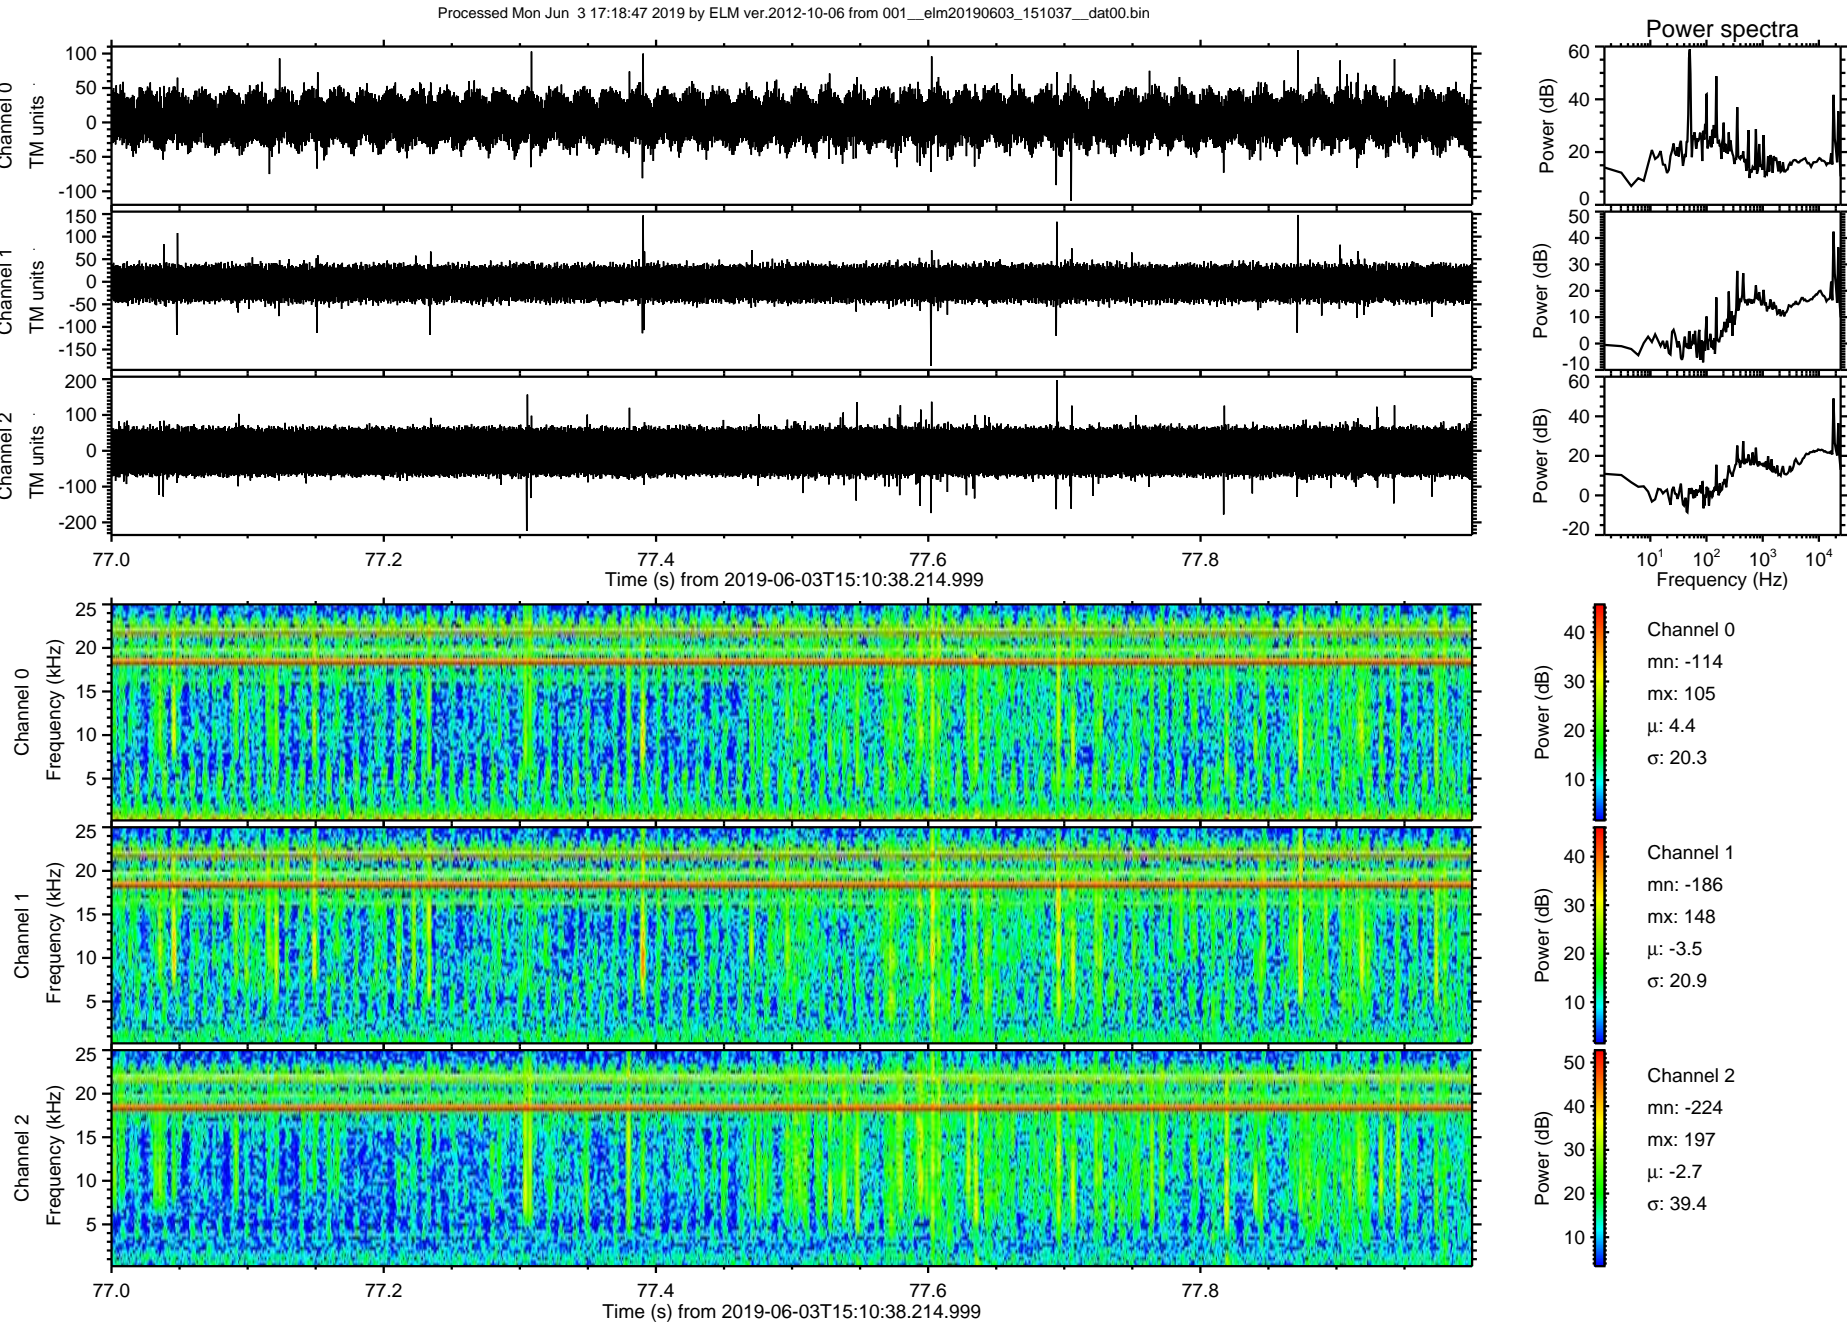 Processed Mon Jun  3 17:18:47 2019 by ELM ver.2012-10-06 from 001__elm20190603_151037__dat00.bin
Power spectra
Channel 0
TM units
100
50
0
-50
-100
Power (dB)
60
40
20
0
Channel 1
TM units
150
100
50
0
-50
-100
-150
Power (dB)
50
40
30
20
10
0
-10
Channel 2
TM units
200
100
0
-100
-200
Power (dB)
60
40
20
0
-20
77.0 77.2 77.4 77.6 77.8
Time (s) from 2019-06-03T15:10:38.214.999
10¹ 10² 10³ 10⁴
Frequency (Hz)
Channel 0
Frequency (kHz)
25
20
15
10
5
Power (dB)
40
30
20
10
Channel 0
mn: -114
mx: 105
μ: 4.4
σ: 20.3
Channel 1
Frequency (kHz)
25
20
15
10
5
Power (dB)
40
30
20
10
Channel 1
mn: -186
mx: 148
μ: -3.5
σ: 20.9
Channel 2
Frequency (kHz)
25
20
15
10
5
Power (dB)
50
40
30
20
10
Channel 2
mn: -224
mx: 197
μ: -2.7
σ: 39.4
77.0 77.2 77.4 77.6 77.8
Time (s) from 2019-06-03T15:10:38.214.999